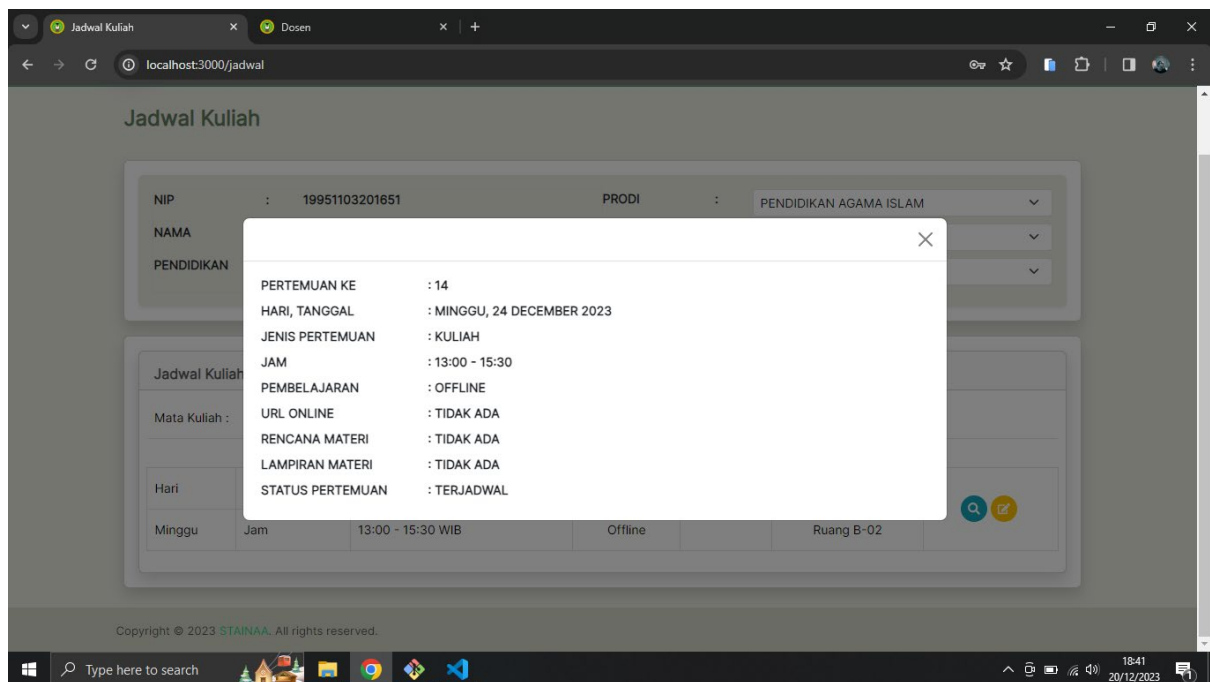 Jadwal Kuliah
Dosen
localhost:3000/jadwal
Jadwal Kuliah
NIP : 19951103201651 PRODI : PENDIDIKAN AGAMA ISLAM
NAMA
PENDIDIKAN
PERTEMUAN KE : 14
HARI, TANGGAL : MINGGU, 24 DECEMBER 2023
JENIS PERTEMUAN : KULIAH
JAM : 13:00 - 15:30
PEMBELAJARAN : OFFLINE
URL ONLINE : TIDAK ADA
RENCANA MATERI : TIDAK ADA
LAMPIRAN MATERI : TIDAK ADA
STATUS PERTEMUAN : TERJADWAL
Jadwal Kuliah
Mata Kuliah :
Hari
Minggu Jam 13:00 - 15:30 WIB Offline Ruang B-02
Copyright © 2023 STAINAA. All rights reserved.
Type here to search
18:41
20/12/2023